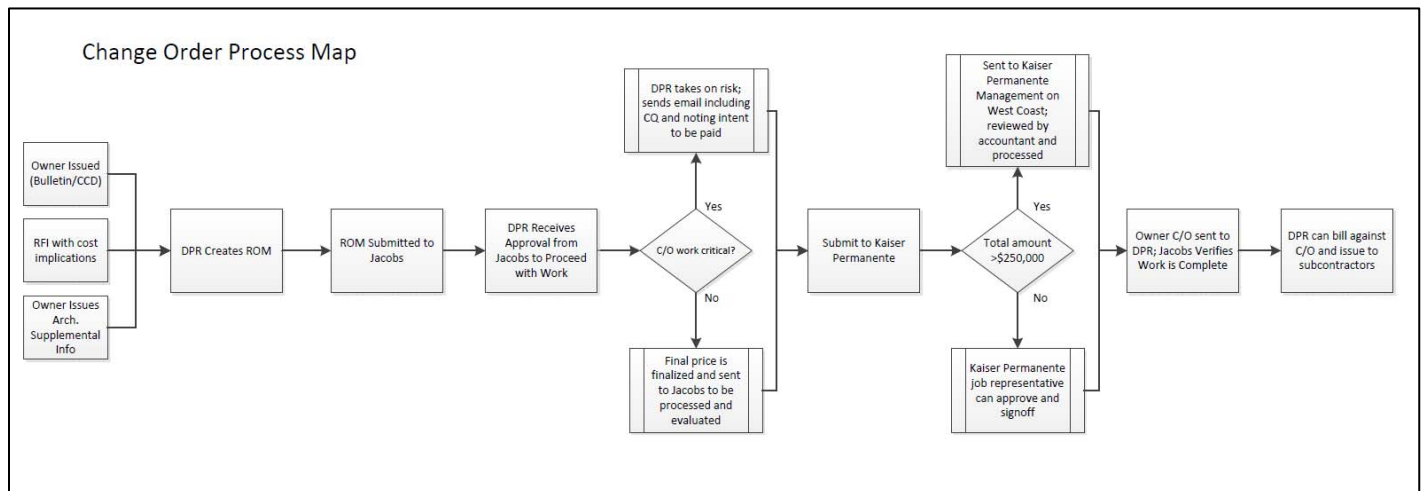 Change Order Process Map
Owner Issued
(Bulletin/CCD)
RFI with cost
implications
Owner Issues
Arch.
Supplemental
Info
DPR Creates ROM
ROM Submitted to
Jacobs
DPR Receives
Approval from
Jacobs to Proceed
with Work
DPR takes on risk;
sends email including
CQ and noting intent
to be paid
Yes
C/O work critical?
No
Final price is
finalized and sent
to Jacobs to be
processed and
evaluated
Submit to Kaiser
Permanente
Sent to Kaiser
Permanente
Management on
West Coast;
reviewed by
accountant and
processed
Yes
Total amount
>$250,000
No
Kaiser Permanente
job representative
can approve and
signoff
Owner C/O sent to
DPR; Jacobs Verifies
Work is Complete
DPR can bill against
C/O and issue to
subcontractors